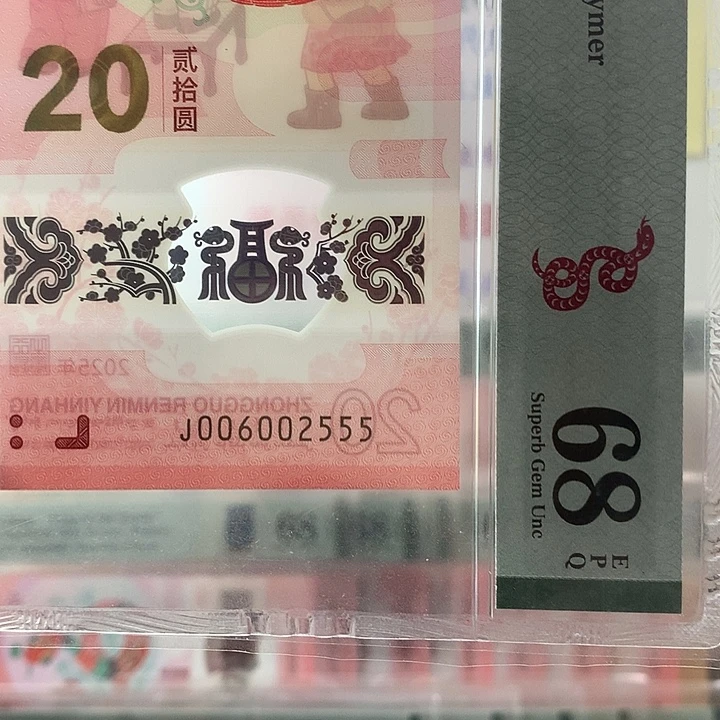 20
贰拾圆
2025年
ZHONGGUO RENMIN YINHANG
20
J006002555
ymer
68
Superb Gem Unc
EPQ